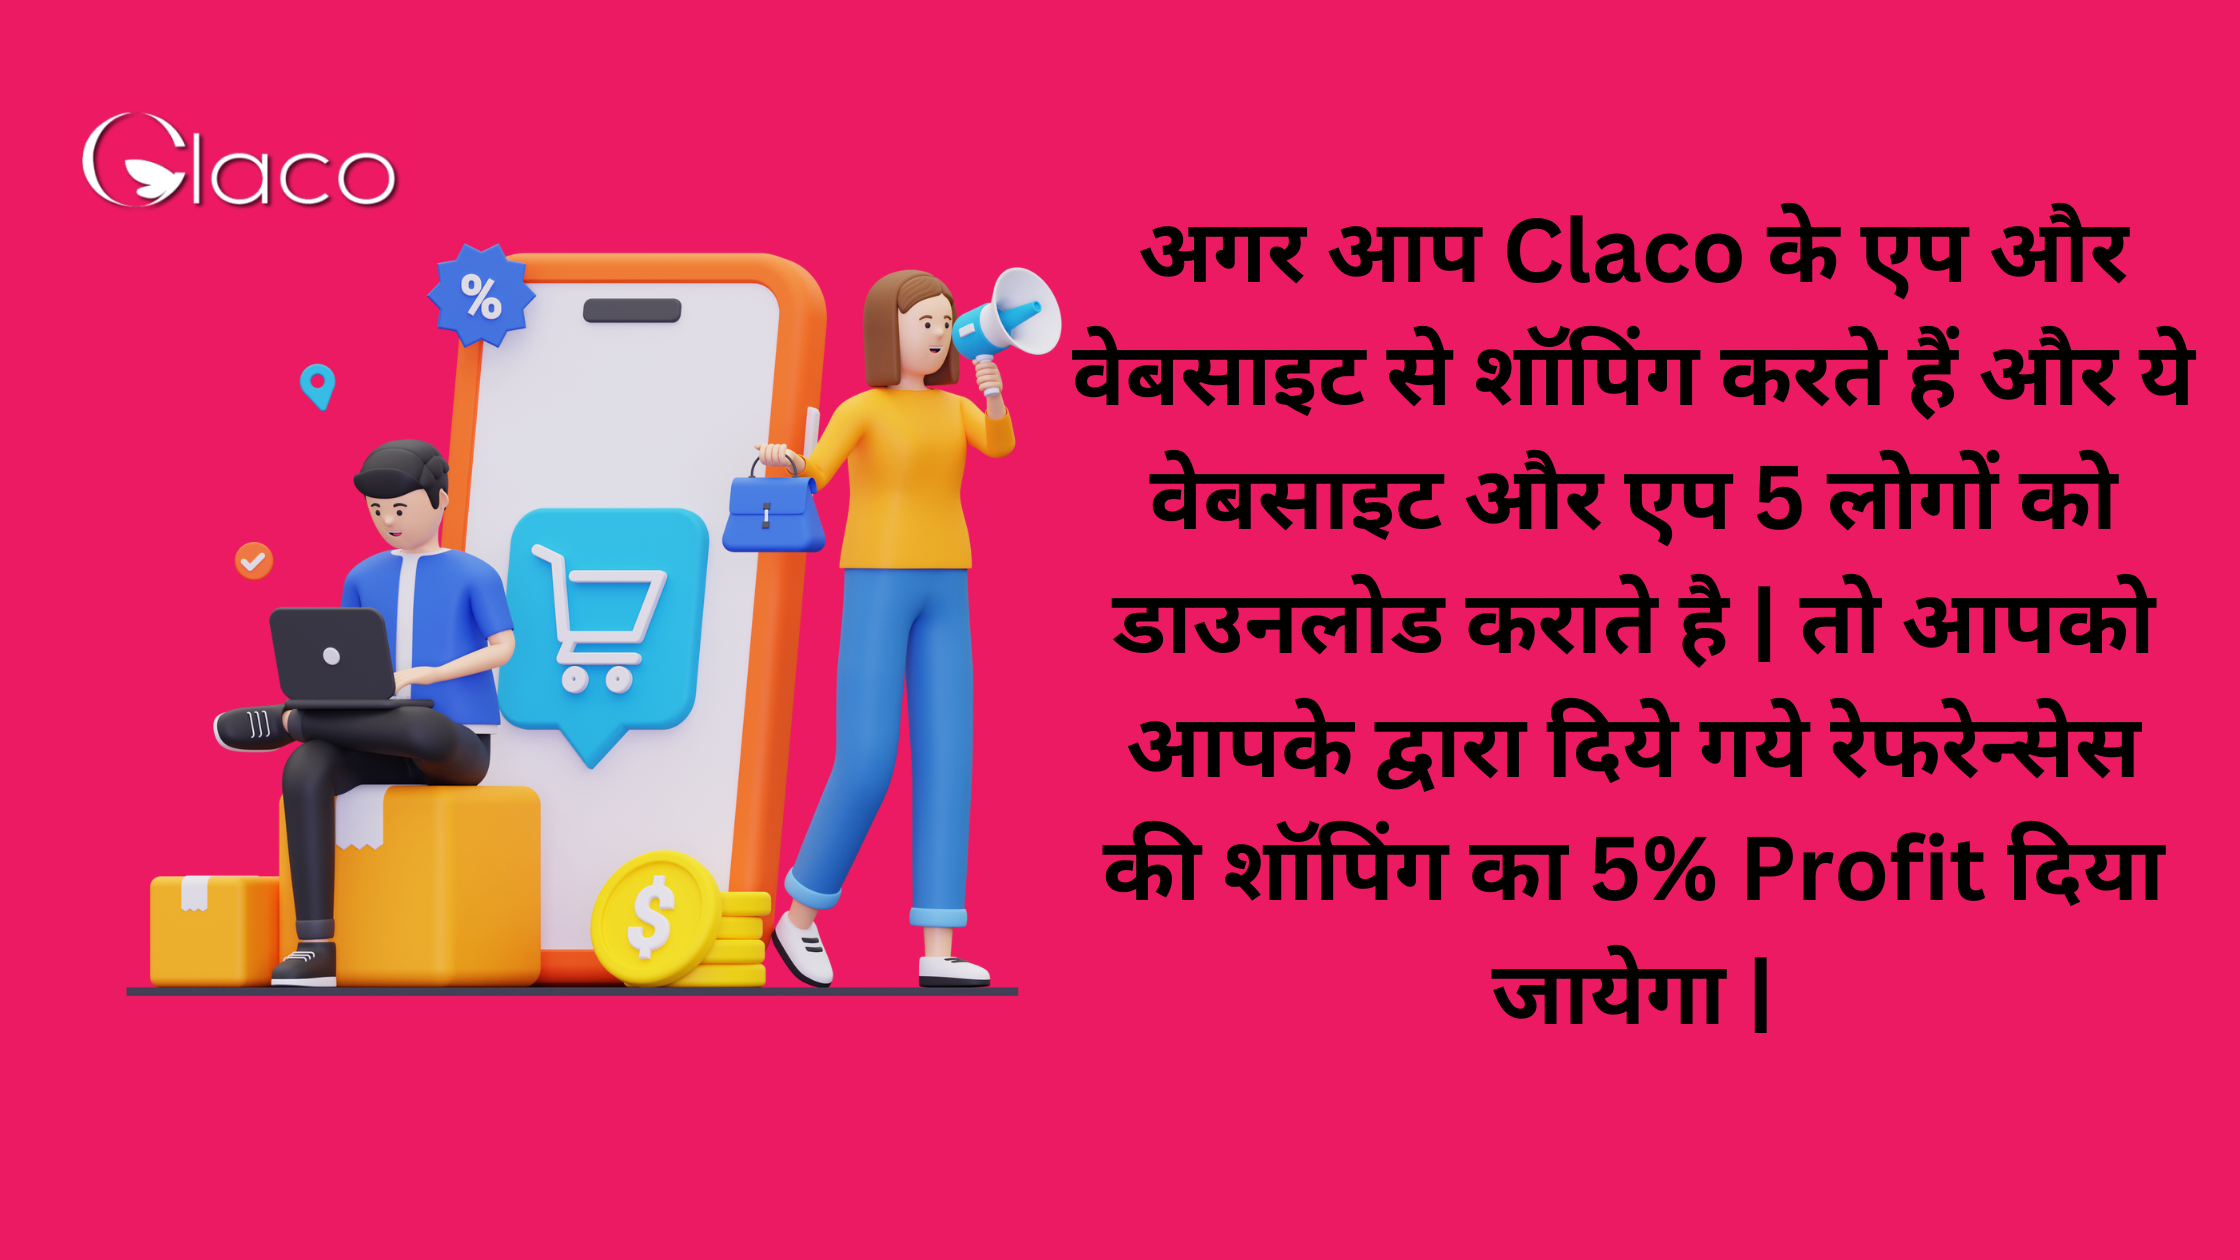 Claco
%
अगर आप Claco के एप और
वेबसाइट से शॉपिंग करते हैं और ये
वेबसाइट और एप 5 लोगों को
डाउनलोड कराते है | तो आपको
आपके द्वारा दिये गये रेफरेन्सेस
की शॉपिंग का 5% Profit दिया
जायेगा |
$